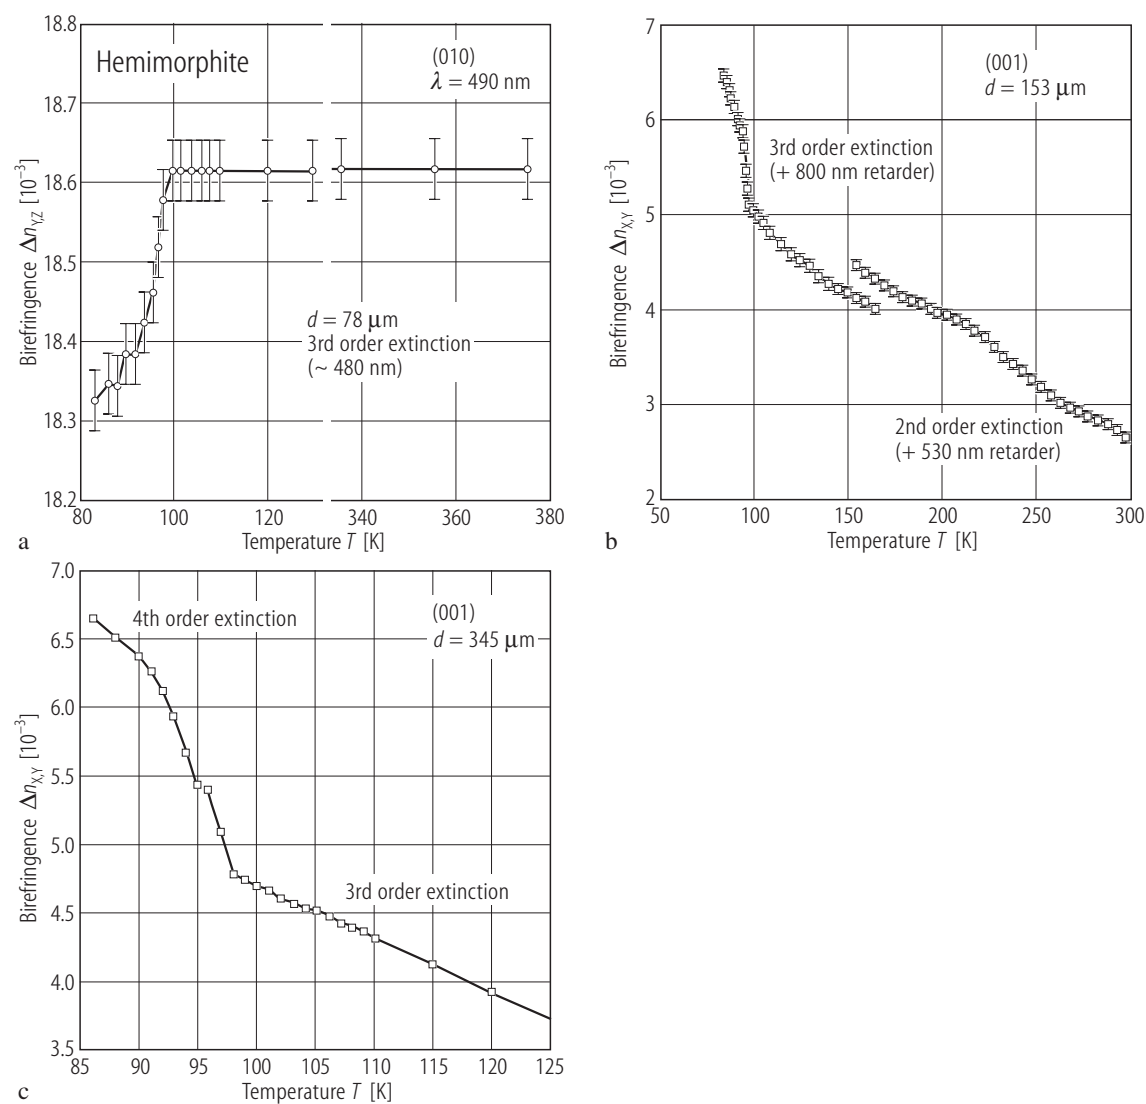 18.8
18.7
18.6
18.5
18.4
18.3
18.2
Birefringence Δn_Y,Z [10⁻³]
Hemimorphite
(010)
λ = 490 nm
d = 78 μm
3rd order extinction
(~ 480 nm)
80 100 120 340 360 380
Temperature T [K]
a
7
6
5
4
3
2
Birefringence Δn_X,Y [10⁻³]
(001)
d = 153 μm
3rd order extinction
(+ 800 nm retarder)
2nd order extinction
(+ 530 nm retarder)
50 100 150 200 250 300
Temperature T [K]
b
7.0
6.5
6.0
5.5
5.0
4.5
4.0
3.5
Birefringence Δn_X,Y [10⁻³]
4th order extinction
(001)
d = 345 μm
3rd order extinction
85 90 95 100 105 110 115 120 125
Temperature T [K]
c